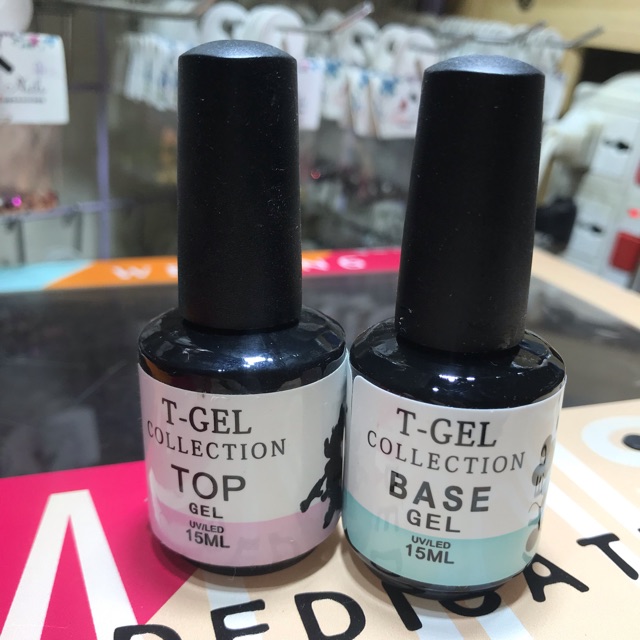 T-GEL
COLLECTION
TOP
GEL
UV/LED
15ML
T-GEL
COLLECTION
BASE
GEL
UV/LED
15ML